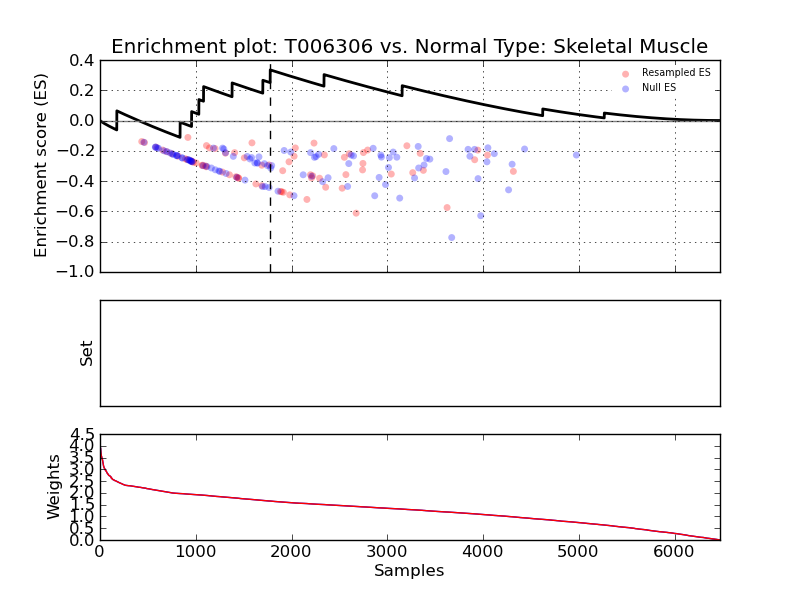 Enrichment plot: T006306 vs. Normal Type: Skeletal Muscle
Enrichment score (ES)
0.4
0.2
0.0
−0.2
−0.4
−0.6
−0.8
−1.0
Resampled ES
Null ES
Set
Weights
4.5
4.0
3.5
3.0
2.5
2.0
1.5
1.0
0.5
0.0
0 1000 2000 3000 4000 5000 6000
Samples